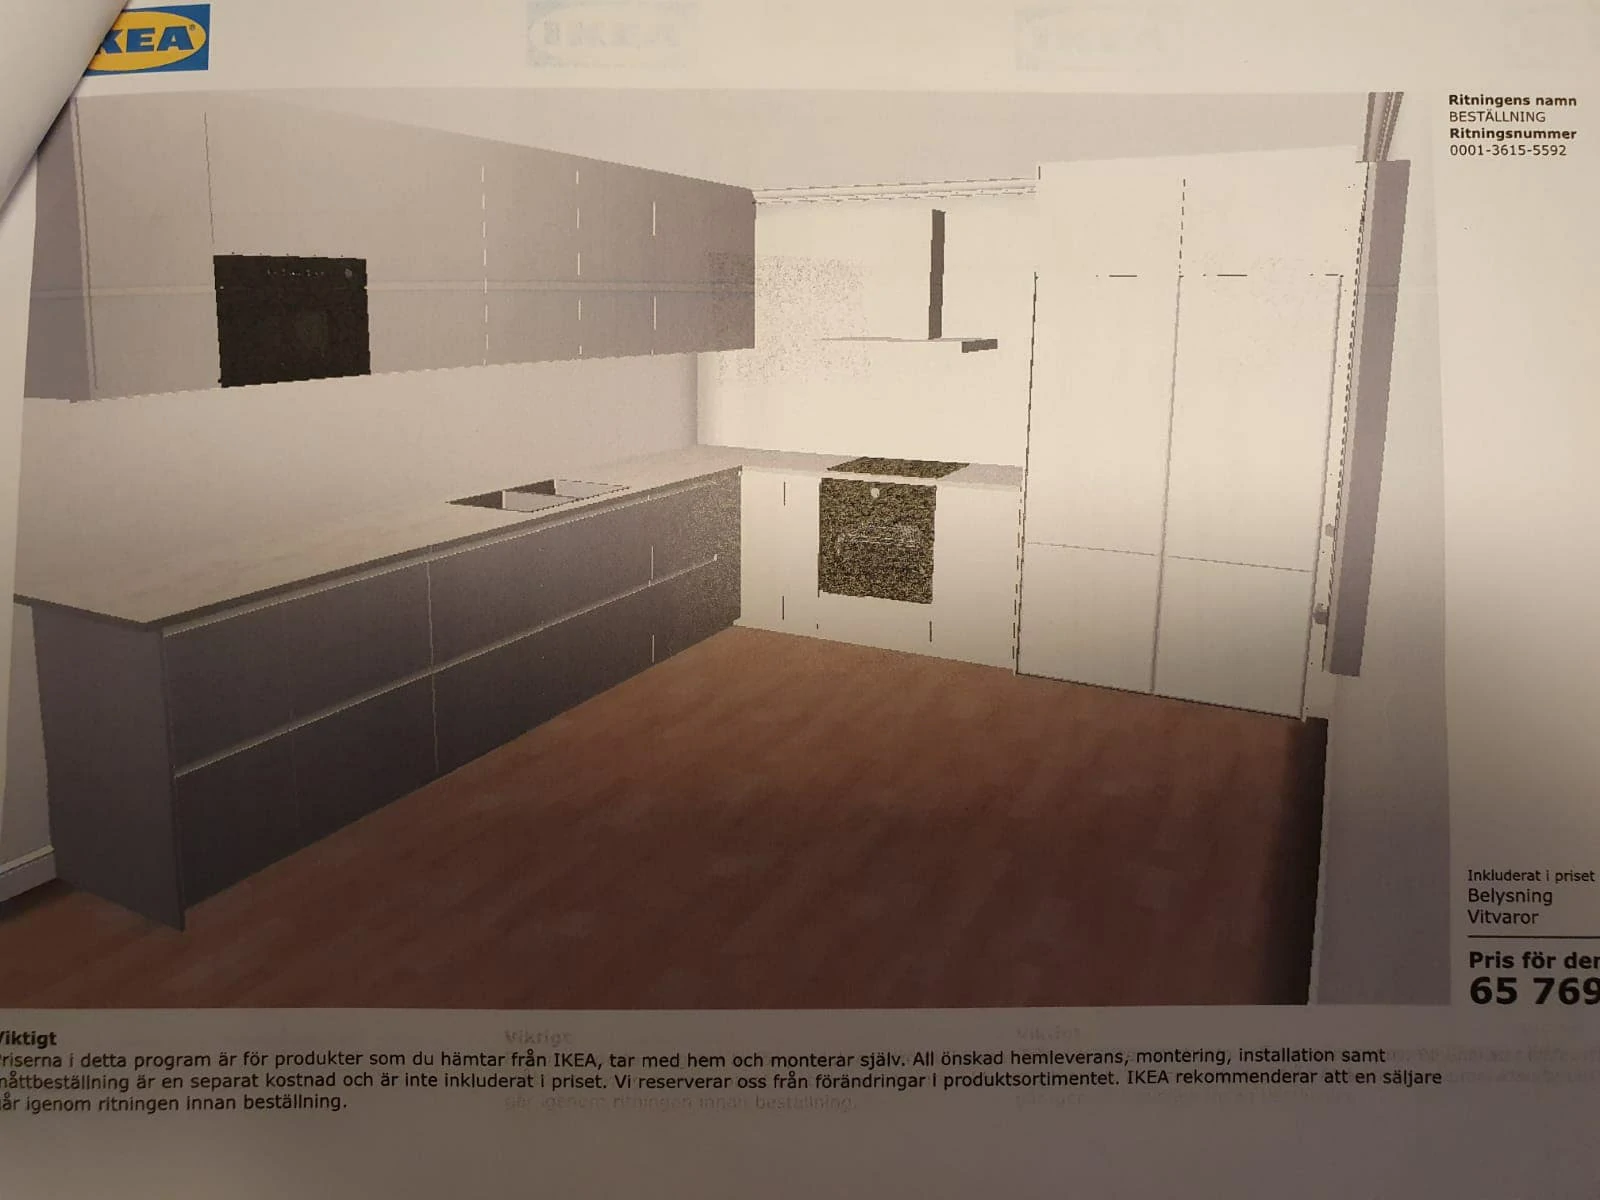 IKEA
Ritningens namn
BESTÄLLNING
Ritningsnummer
0001-3615-5592
Inkluderat i priset
Belysning
Vitvaror
Pris för
65 769
Viktigt
Priserna i detta program är för produkter som du hämtar från IKEA, tar med hem och monterar själv. All önskad hemleverans, montering, installation samt
måttbeställning är en separat kostnad och är inte inkluderat i priset. Vi reserverar oss från förändringar i produktsortimentet. IKEA rekommenderar att en säljare
går igenom ritningen innan beställning.